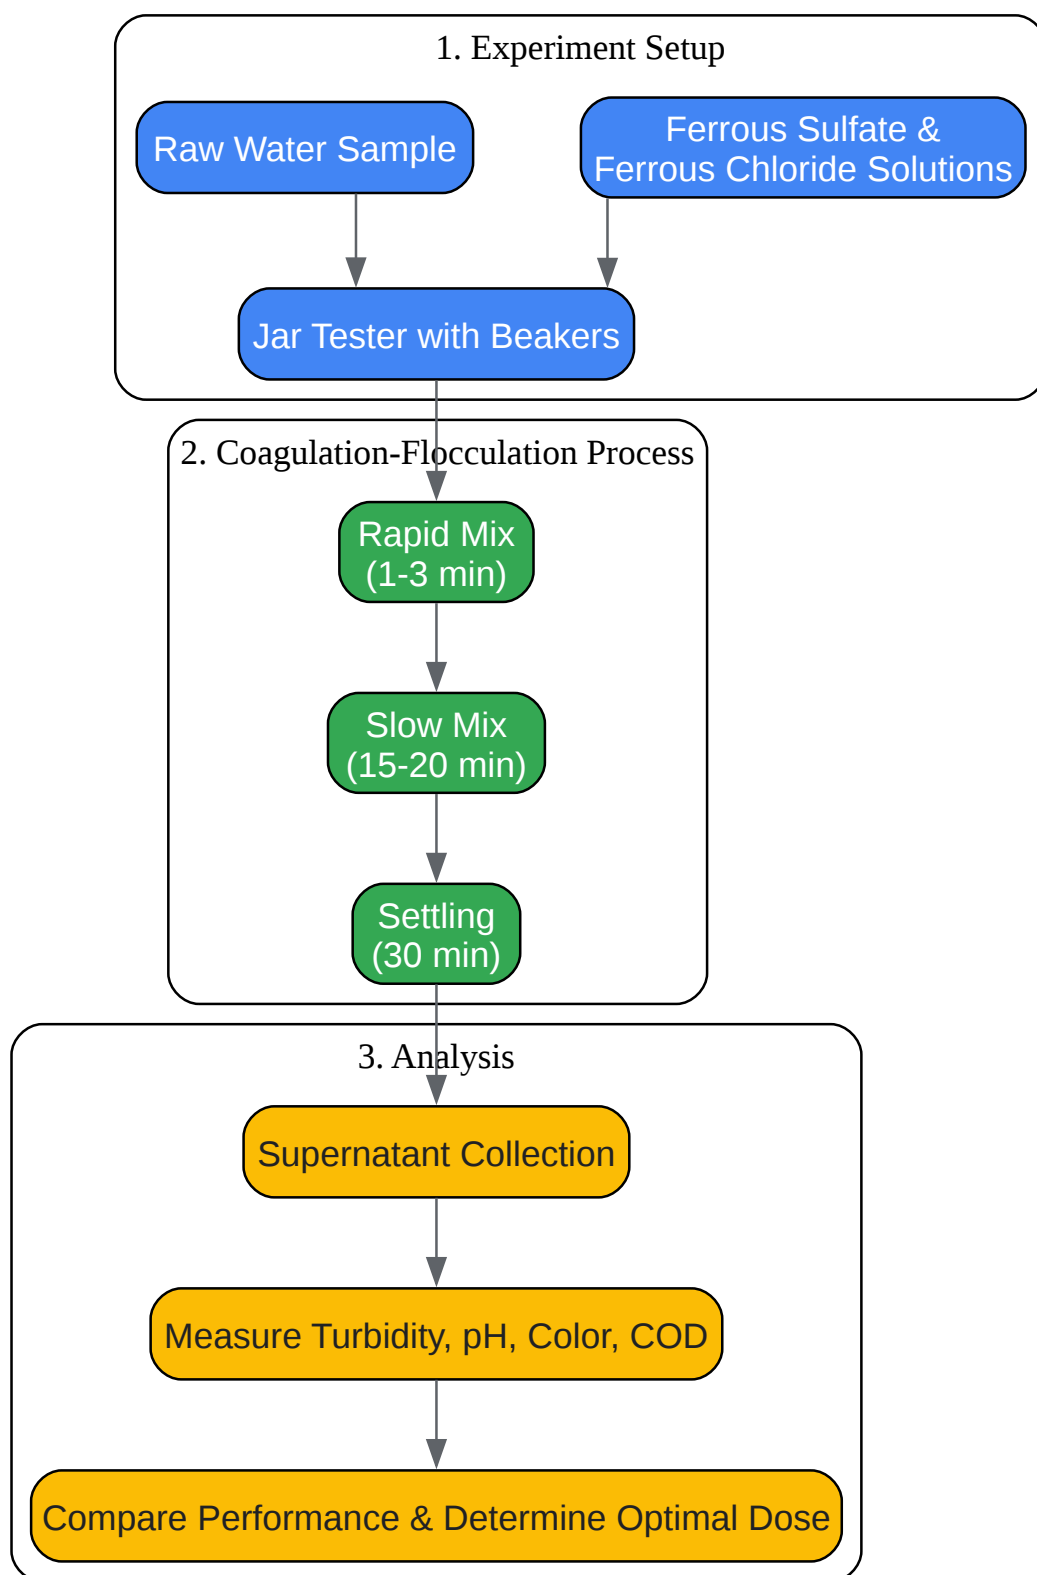 1. Experiment Setup
Raw Water Sample
Ferrous Sulfate &
Ferrous Chloride Solutions
Jar Tester with Beakers
2. Coagulation-Flocculation Process
Rapid Mix
(1-3 min)
Slow Mix
(15-20 min)
Settling
(30 min)
3. Analysis
Supernatant Collection
Measure Turbidity, pH, Color, COD
Compare Performance & Determine Optimal Dose